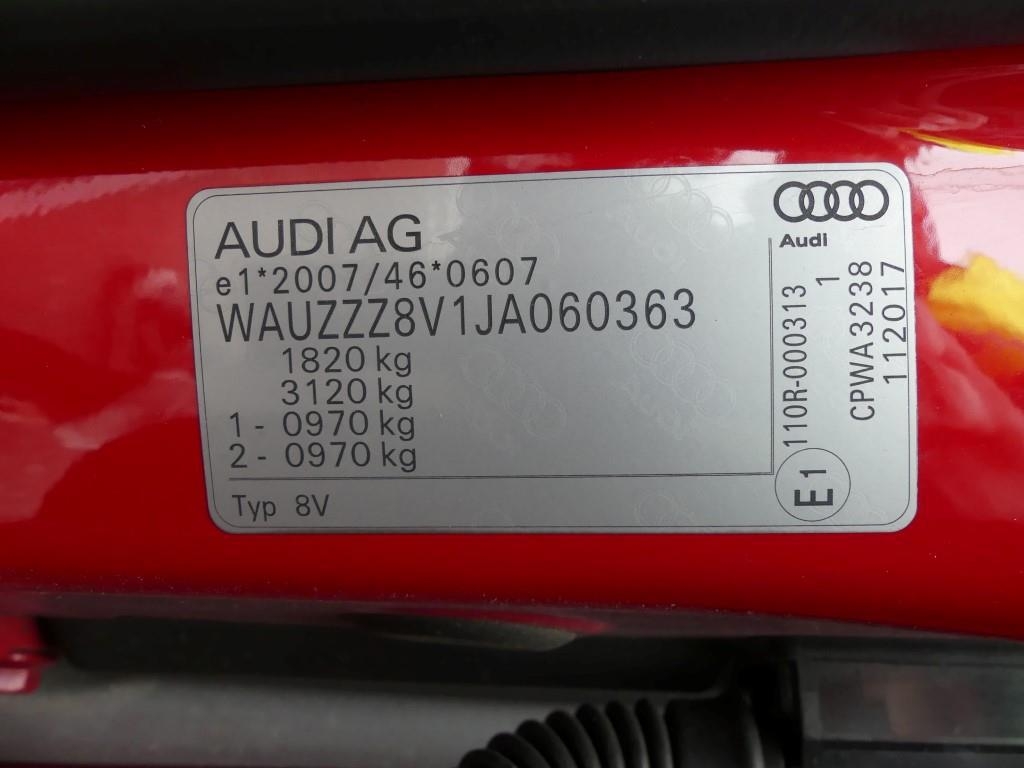 AUDI AG
e1*2007/46*0607
WAUZZZ8V1JA060363
1820 kg
3120 kg
1 - 0970 kg
2 - 0970 kg
Typ 8V
Audi
E1
110R-000313
1
CPWA3238
112017